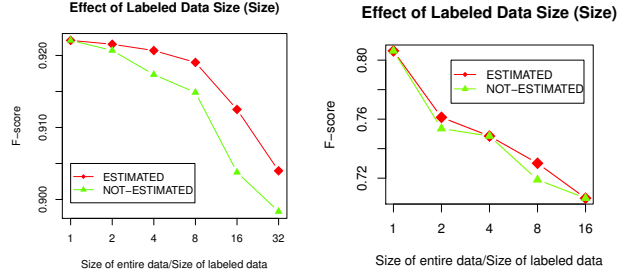 Effect of Labeled Data Size (Size)
0.920
0.910
0.900
F−score
ESTIMATED
NOT−ESTIMATED
1 2 4 8 16 32
Size of entire data/Size of labeled data
Effect of Labeled Data Size (Size)
0.80
0.76
0.72
F−score
ESTIMATED
NOT−ESTIMATED
1 2 4 8 16
Size of entire data/Size of labeled data